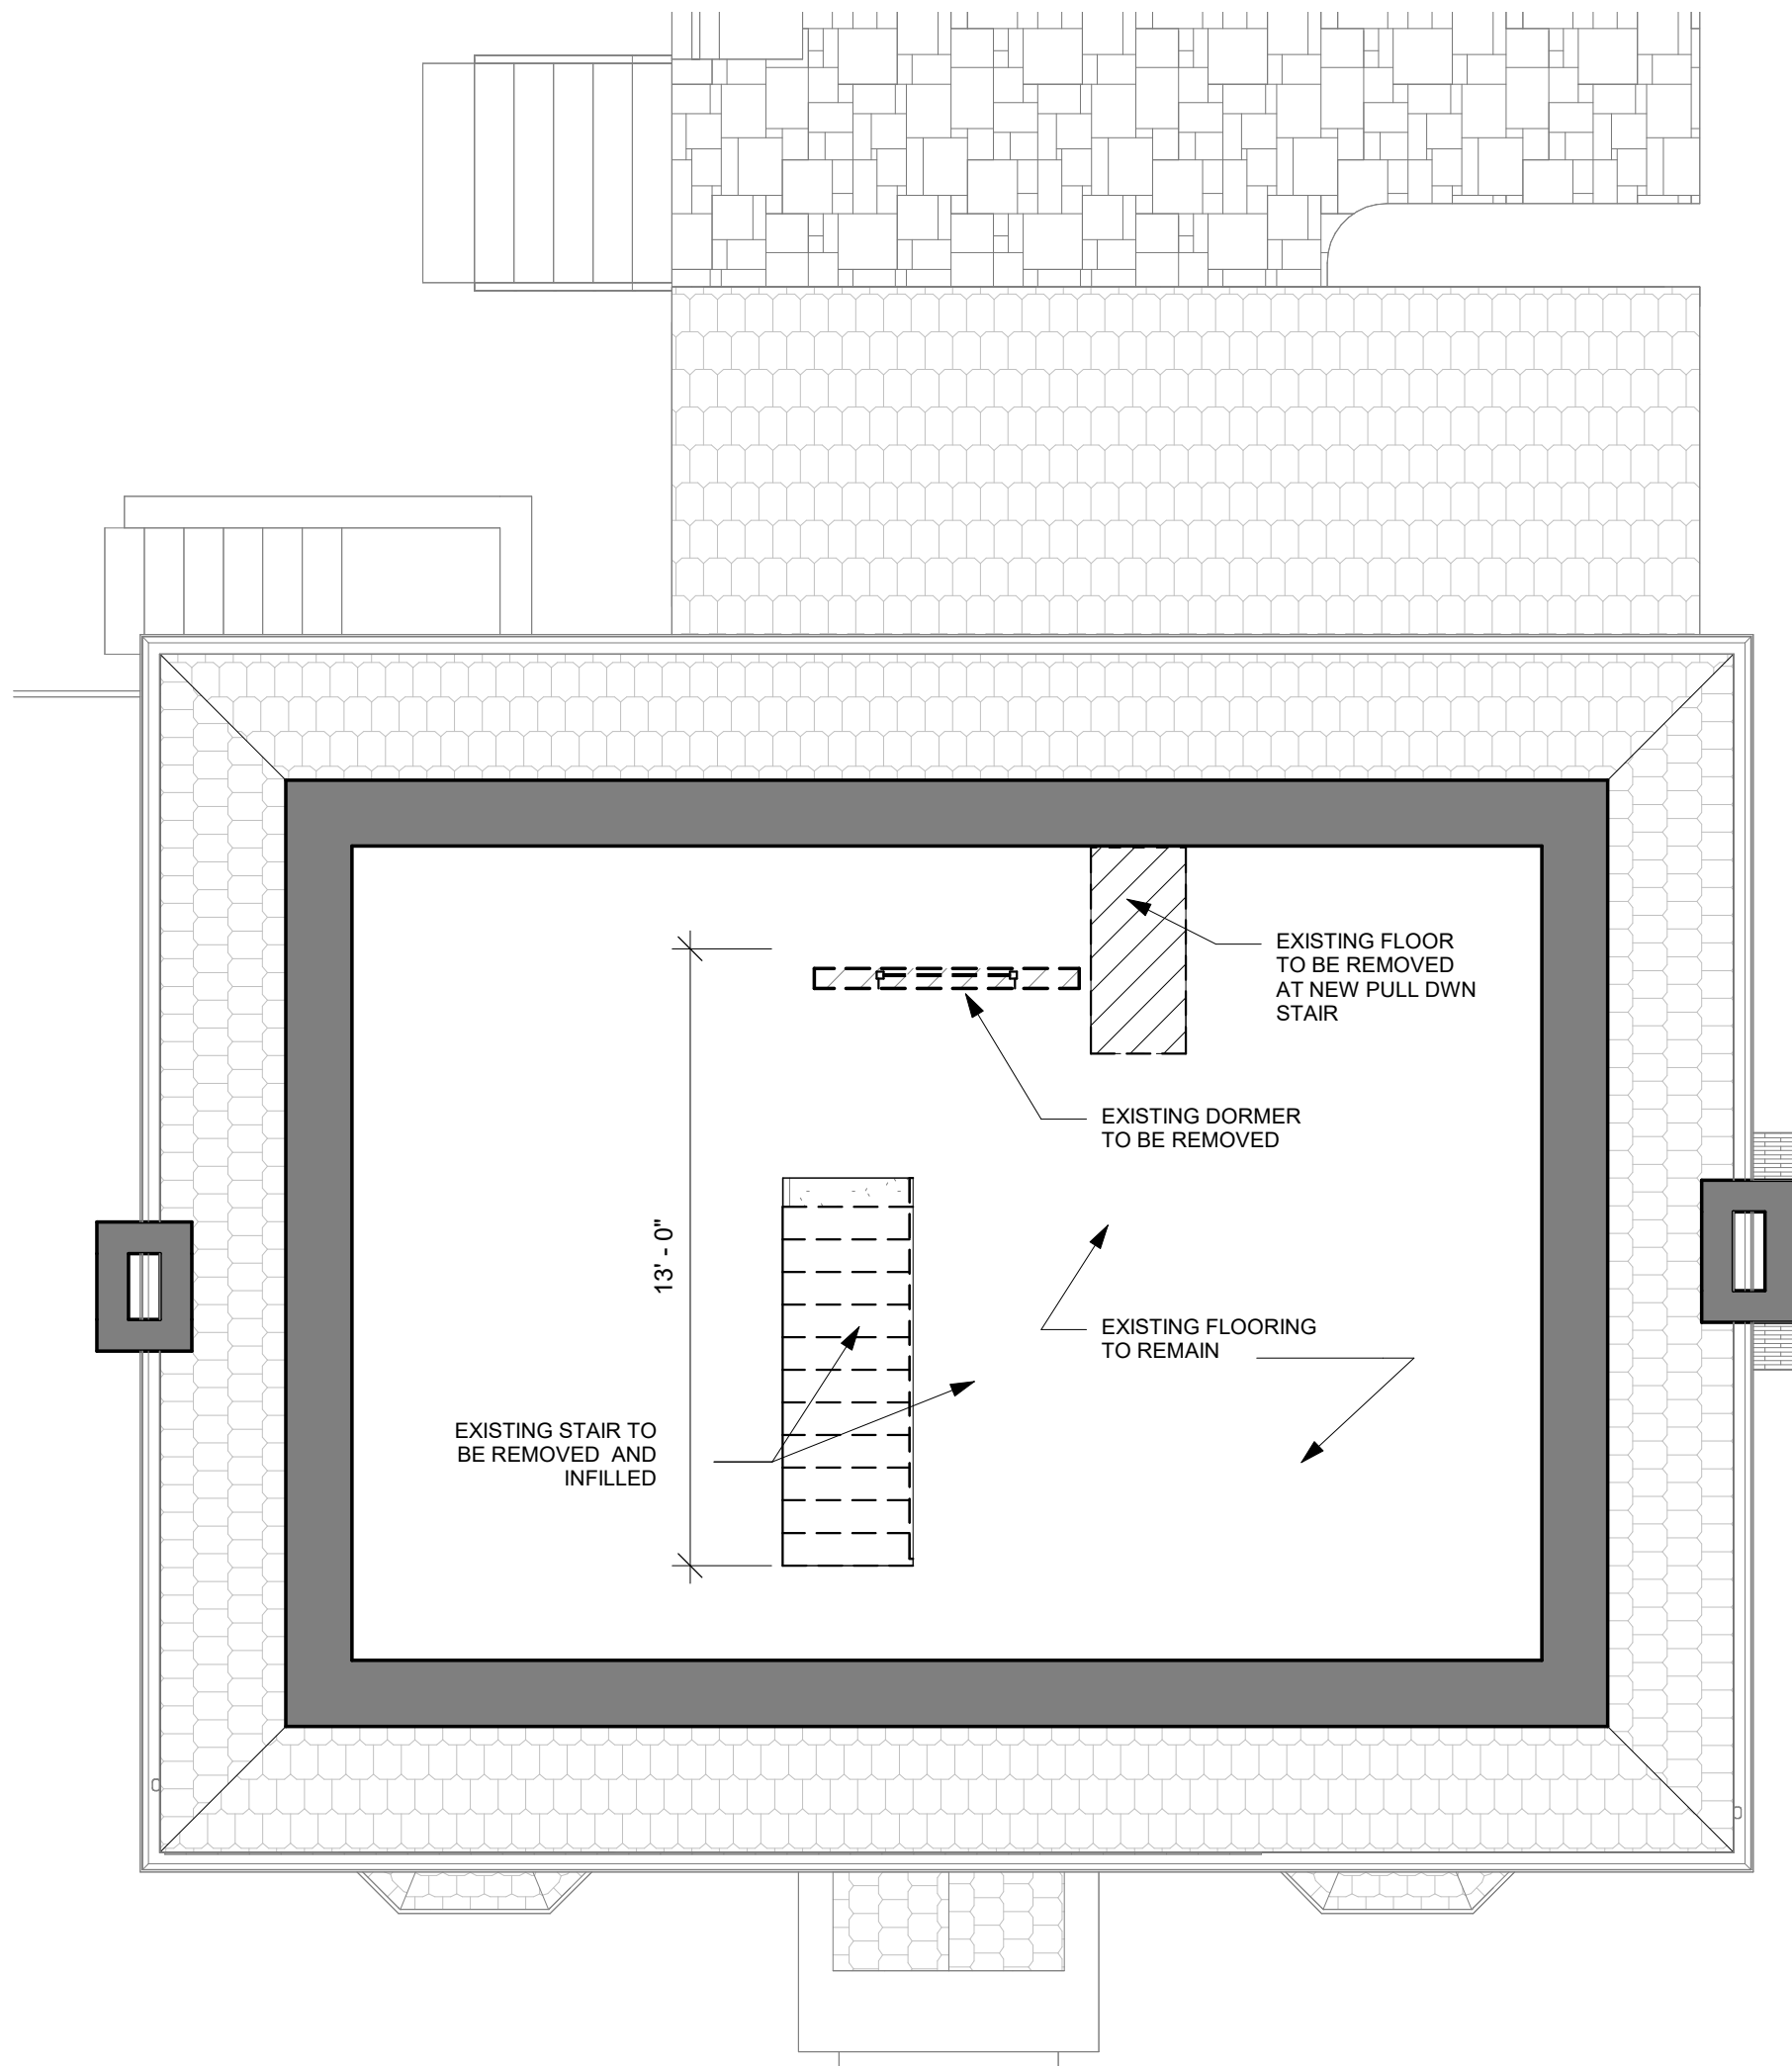 EXISTING FLOOR
TO BE REMOVED
AT NEW PULL DWN
STAIR
EXISTING DORMER
TO BE REMOVED
13' - 0"
EXISTING FLOORING
TO REMAIN
EXISTING STAIR TO
BE REMOVED  AND
INFILLED